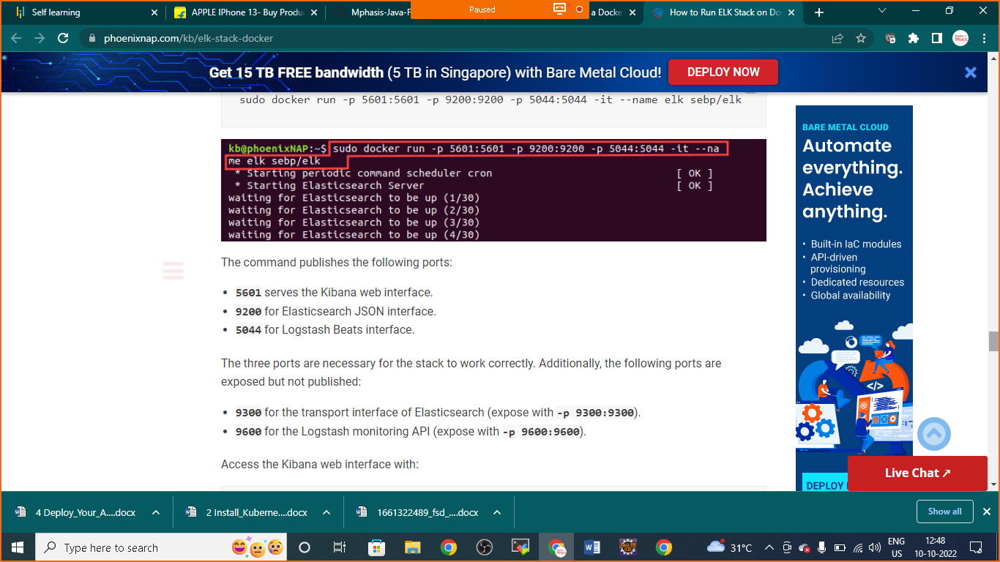 Self learning
APPLE IPhone 13- Buy Produ
Mphasis-Java-F
Paused
a Docke
How to Run ELK Stack on Do
phoenixnap.com/kb/elk-stack-docker
Get 15 TB FREE bandwidth (5 TB in Singapore) with Bare Metal Cloud!
DEPLOY NOW
sudo docker run -p 5601:5601 -p 9200:9200 -p 5044:5044 -it --name elk sebp/elk
kb@phoenixNAP:~$ sudo docker run -p 5601:5601 -p 9200:9200 -p 5044:5044 -it --na
me elk sebp/elk
* Starting periodic command scheduler cron [ OK ]
* Starting Elasticsearch Server [ OK ]
waiting for Elasticsearch to be up (1/30)
waiting for Elasticsearch to be up (2/30)
waiting for Elasticsearch to be up (3/30)
waiting for Elasticsearch to be up (4/30)
The command publishes the following ports:
• 5601 serves the Kibana web interface.
• 9200 for Elasticsearch JSON interface.
• 5044 for Logstash Beats interface.
The three ports are necessary for the stack to work correctly. Additionally, the following ports are
exposed but not published:
• 9300 for the transport interface of Elasticsearch (expose with -p 9300:9300).
• 9600 for the Logstash monitoring API (expose with -p 9600:9600).
Access the Kibana web interface with:
BARE METAL CLOUD
Automate
everything.
Achieve
anything.
• Built-in IaC modules
• API-driven
provisioning
• Dedicated resources
• Global availability
</>
DEPLOY
Live Chat ↗
4 Deploy_Your_A....docx
2 Install_Kuberne....docx
1661322489_fsd_....docx
Show all
Type here to search
31°C
ENG
US
12:48
10-10-2022